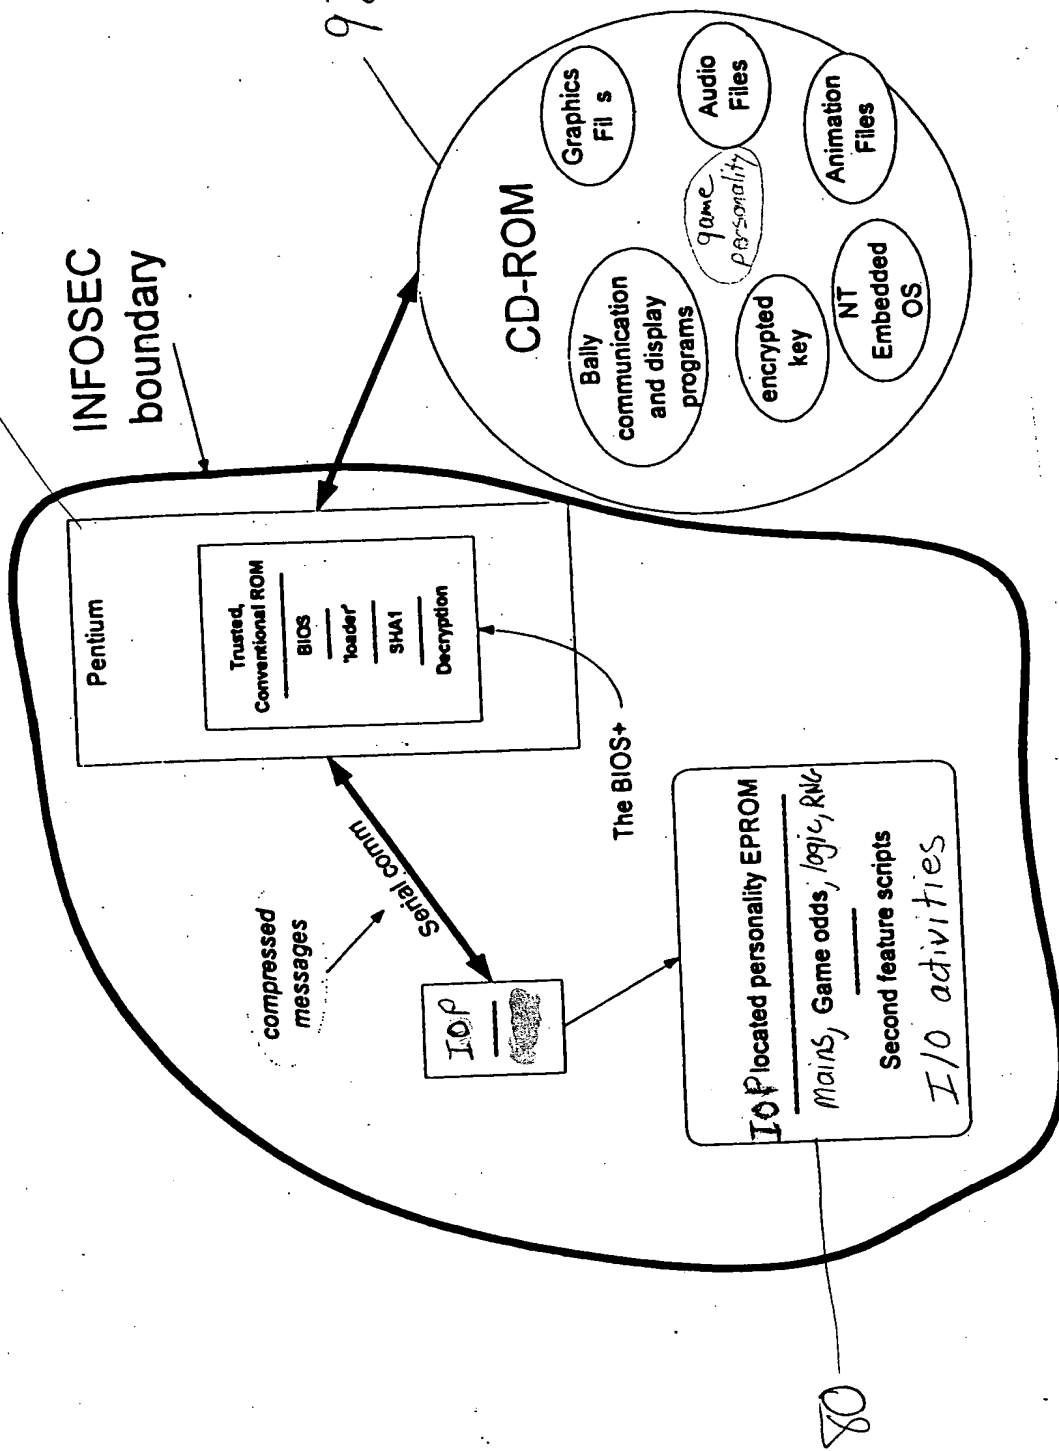 INFOSEC
boundary
Pentium
Trusted,
Conventional ROM
BIOS
"loader"
SHA1
Decryption
The BIOS+
compressed
messages
Serial comm
IOP
IOP located personality EPROM
mains, Game odds, logic, RNG
Second feature scripts
I/O activities
80
CD-ROM
Graphics
Fil s
Audio
Files
Animation
Files
game
personality
Bally
communication
and display
programs
encrypted
key
NT
Embedded
OS